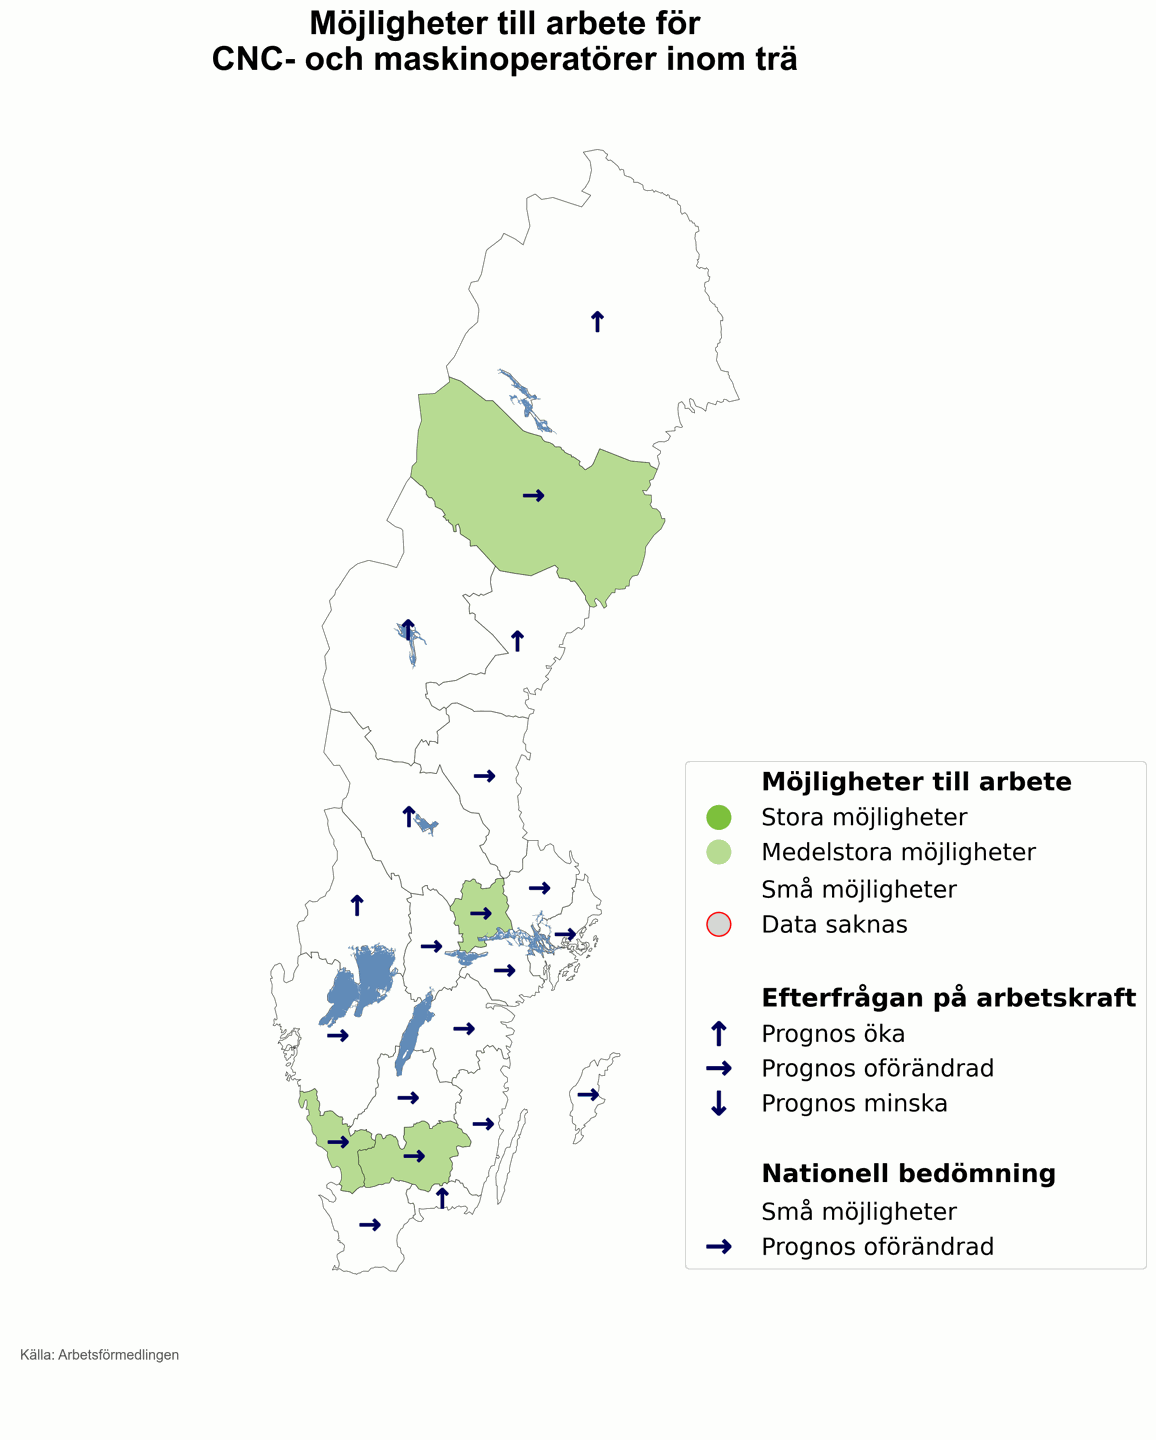 Möjligheter till arbete för
CNC- och maskinoperatörer inom trä
Möjligheter till arbete
Stora möjligheter
Medelstora möjligheter
Små möjligheter
Data saknas
Efterfrågan på arbetskraft
Prognos öka
Prognos oförändrad
Prognos minska
Nationell bedömning
Små möjligheter
Prognos oförändrad
Källa: Arbetsförmedlingen